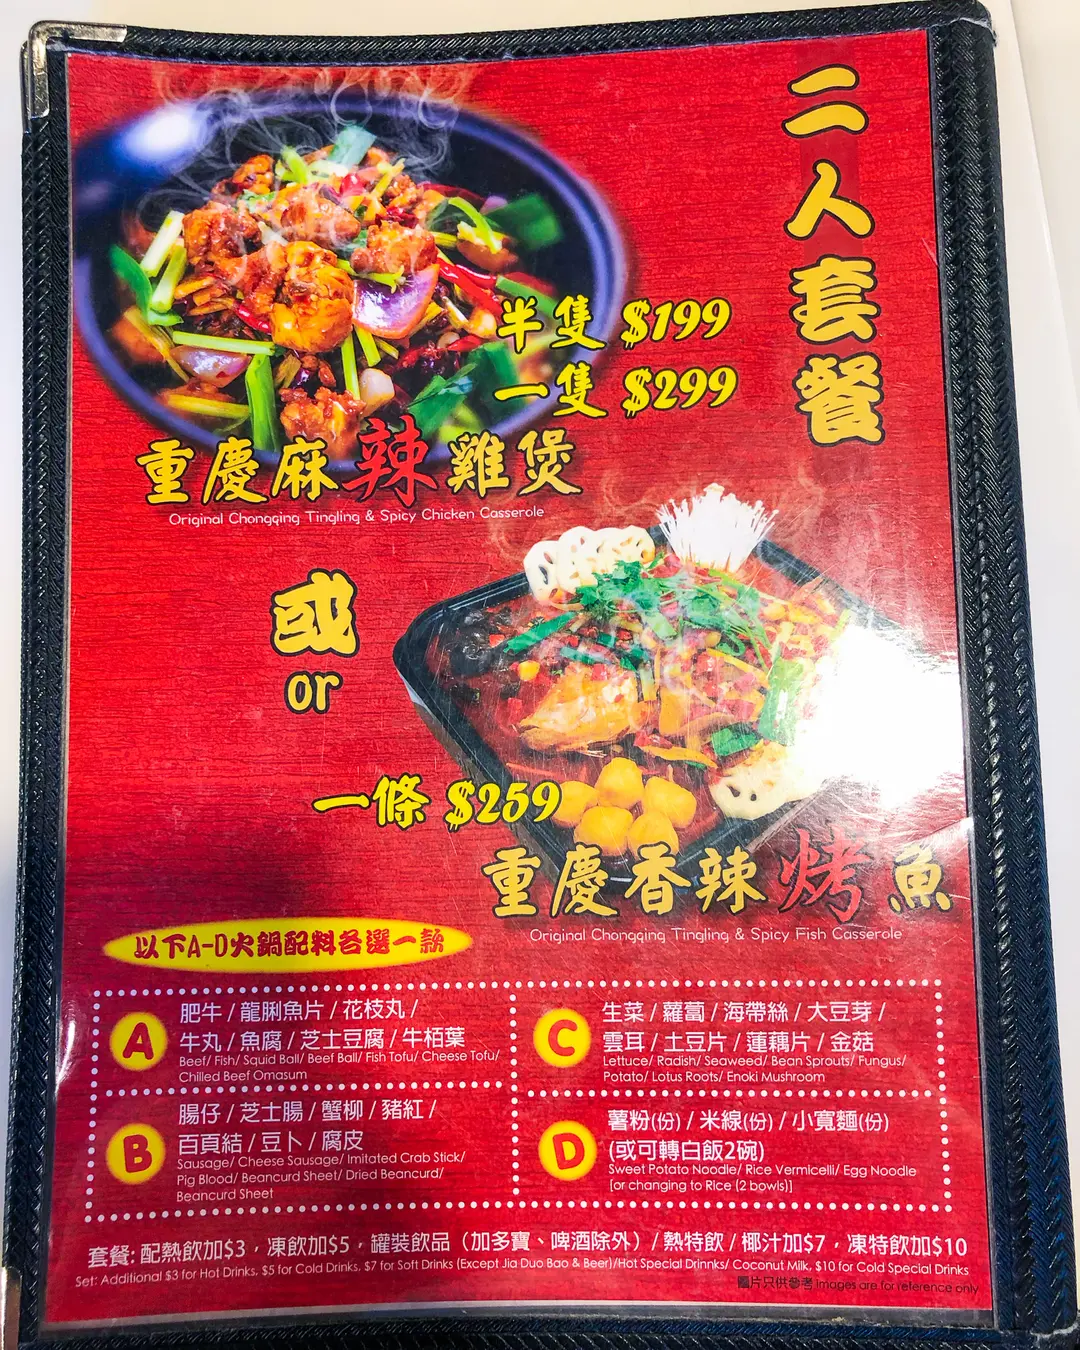 二人套餐
半隻 $199
一隻 $299
重慶麻辣雞煲
Original Chongqing Tingling & Spicy Chicken Casserole
或
or
一條 $259
重慶香辣烤魚
Original Chongqing Tingling & Spicy Fish Casserole
以下A-D火鍋配料各選一款
A
肥牛 / 龍脷魚片 / 花枝丸 /
牛丸 / 魚腐 / 芝士豆腐 / 牛栢葉
Beef/ Fish/ Squid Ball/ Beef Ball/ Fish Tofu/ Cheese Tofu/
Chilled Beef Omasum
B
腸仔 / 芝士腸 / 蟹柳 / 豬紅 /
百頁結 / 豆卜 / 腐皮
Sausage/ Cheese Sausage/ Imitated Crab Stick/
Pig Blood/ Beancurd Sheet/ Dried Beancurd/
Beancurd Sheet
C
生菜 / 蘿蔔 / 海帶絲 / 大豆芽 /
雲耳 / 土豆片 / 蓮藕片 / 金菇
Lettuce/ Radish/ Seaweed/ Bean Sprouts/ Fungus/
Potato/ Lotus Roots/ Enoki Mushroom
D
薯粉(份) / 米線(份) / 小寬麵(份)
(或可轉白飯2碗)
Sweet Potato Noodle/ Rice Vermicelli/ Egg Noodle
[or changing to Rice (2 bowls)]
套餐: 配熱飲加$3，凍飲加$5，罐裝飲品（加多寶、啤酒除外）/ 熱特飲 / 椰汁加$7，凍特飲加$10
Set: Additional $3 for Hot Drinks, $5 for Cold Drinks, $7 for Soft Drinks (Except Jia Duo Bao & Beer)/Hot Special Drinnks/ Coconut Milk, $10 for Cold Special Drinks
圖片只供參考 Images are for reference only